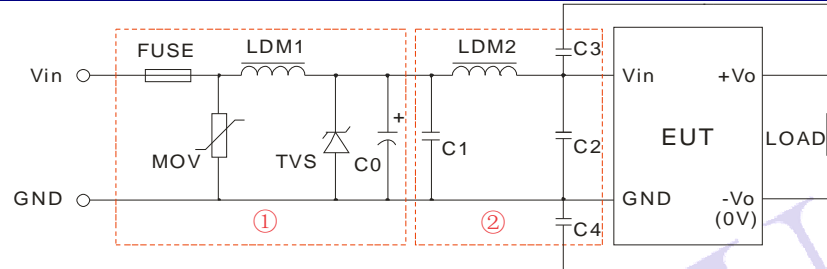 FUSE
LDM1
LDM2
C3
Vin
Vin
+Vo
MOV
TVS
C0
+
C1
C2
EUT
LOAD
GND
GND
-Vo
(0V)
①
②
C4